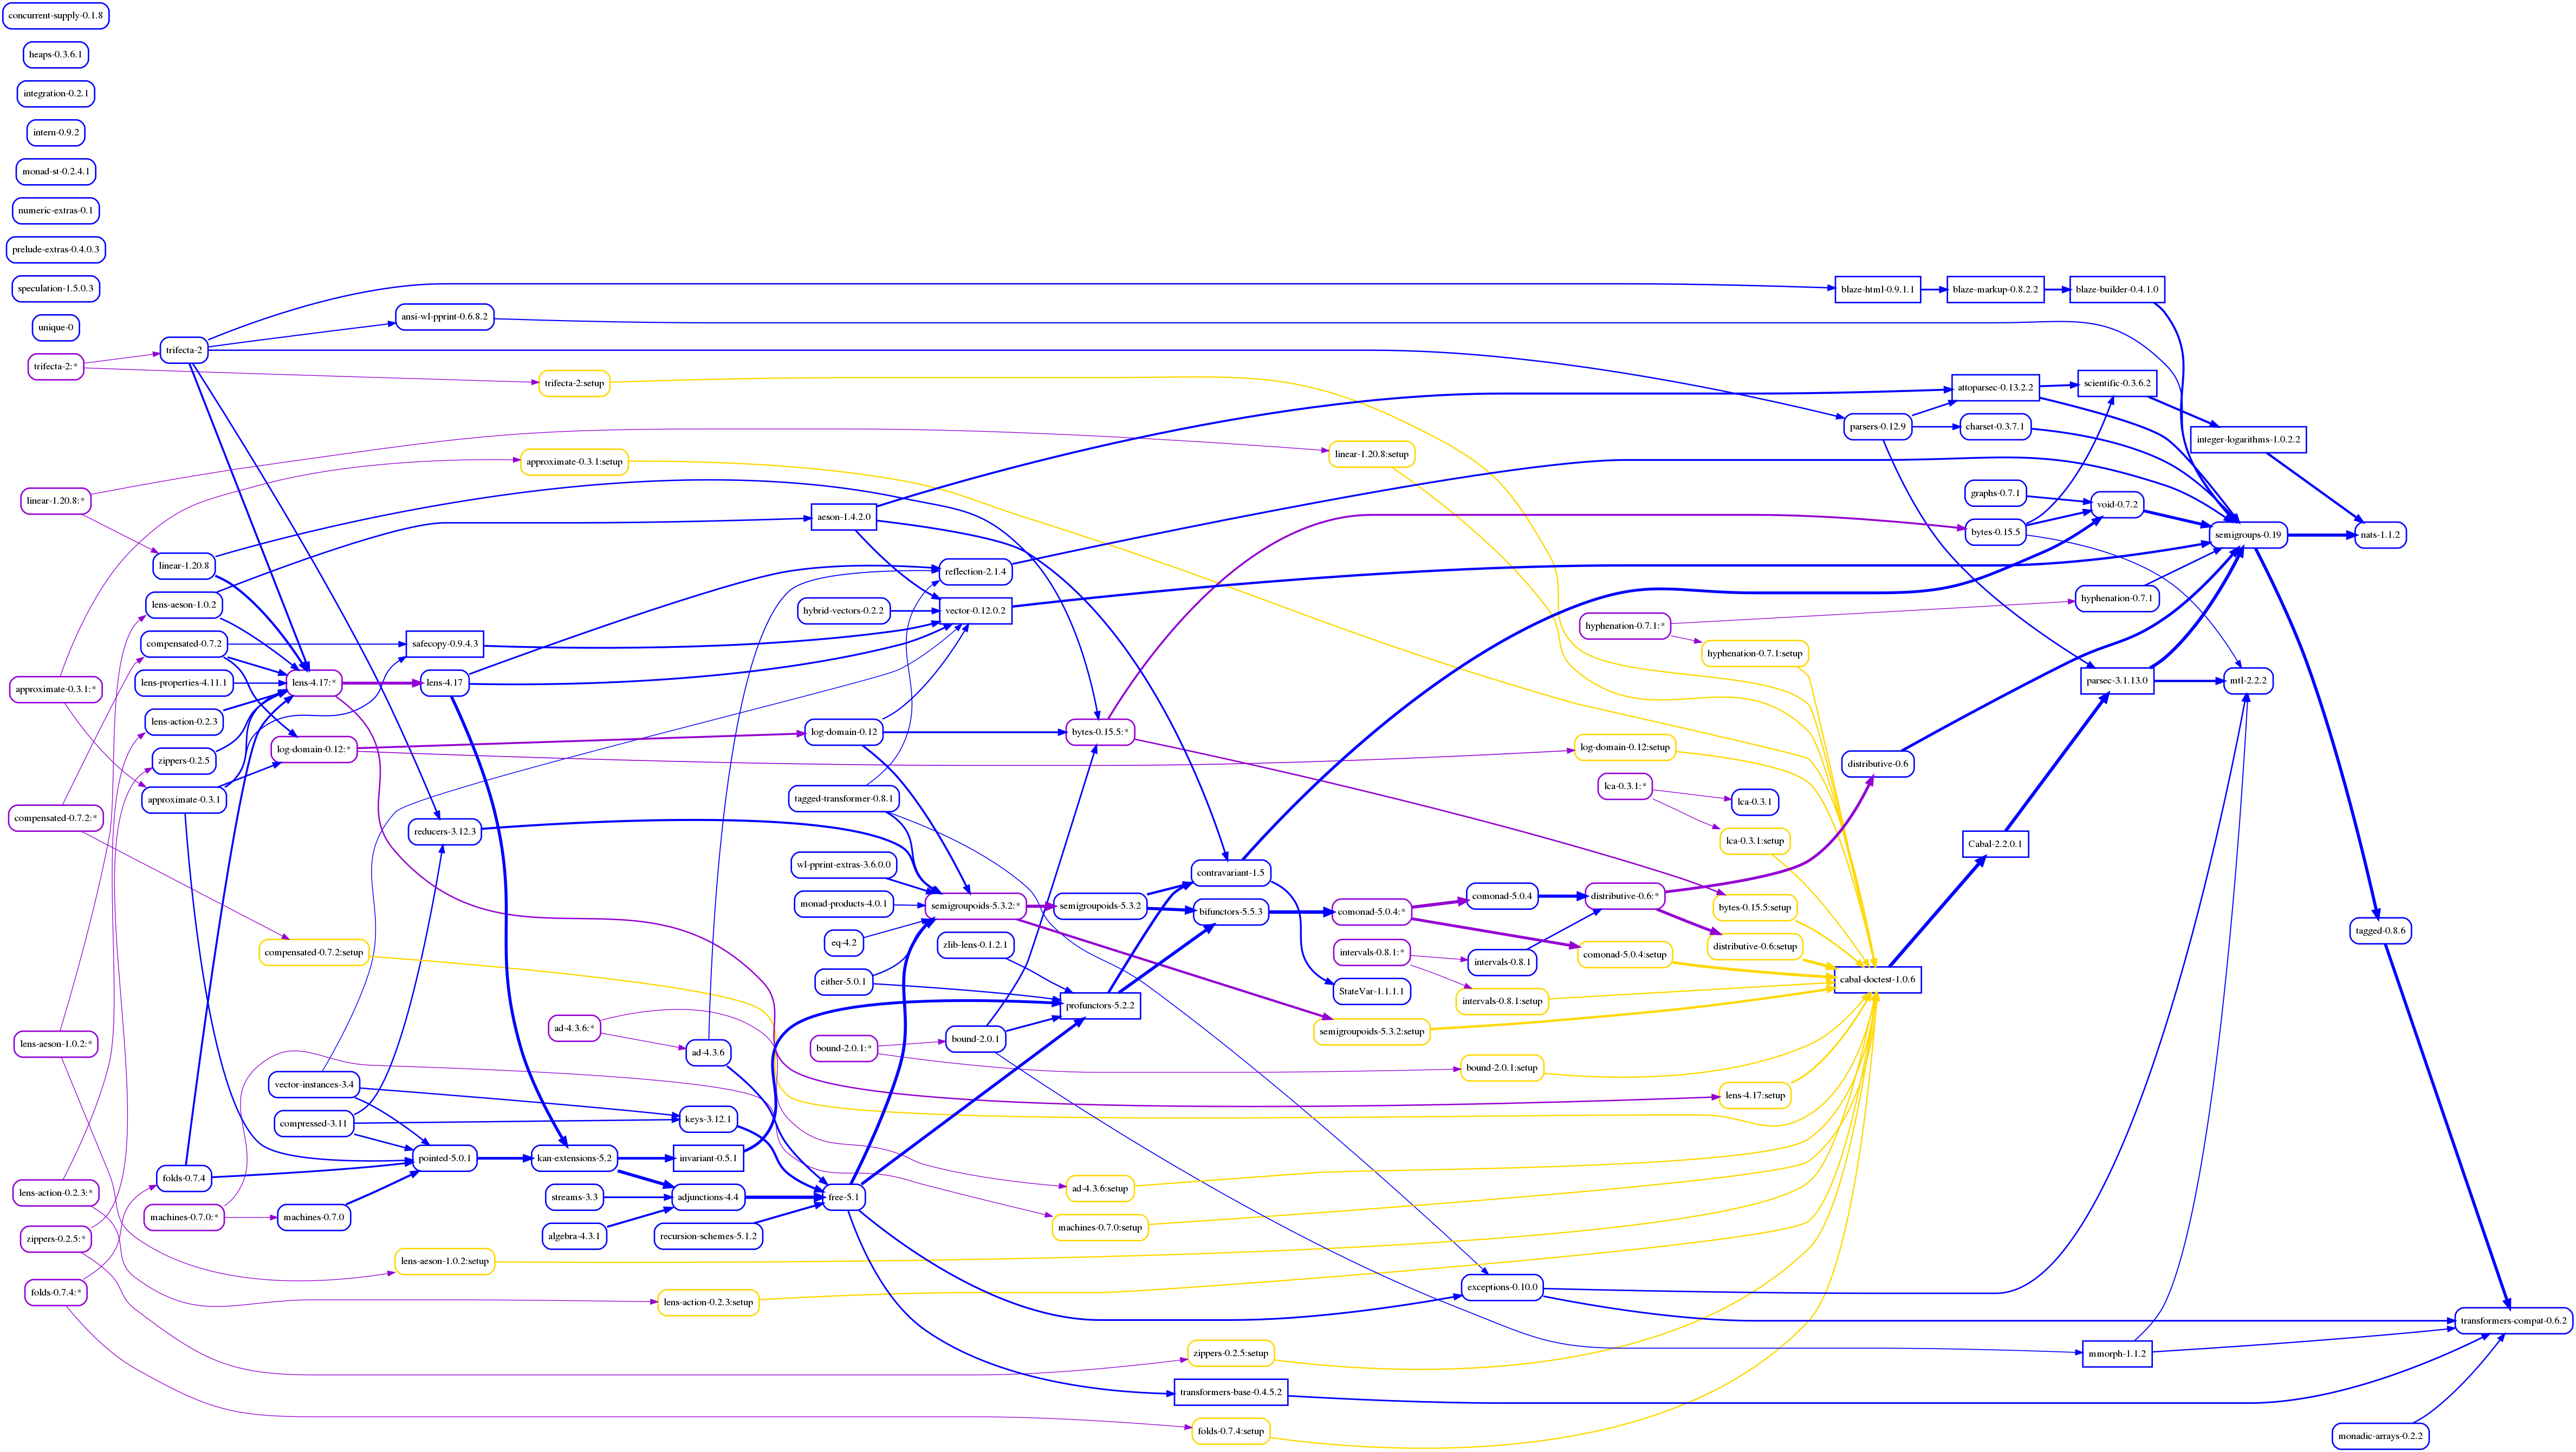 concurrent-supply-0.1.8
heaps-0.3.6.1
integration-0.2.1
intern-0.9.2
monad-st-0.2.4.1
numeric-extras-0.1
prelude-extras-0.4.0.3
speculation-1.5.0.3
unique-0
trifecta-2:*
linear-1.20.8:*
approximate-0.3.1:*
compensated-0.7.2:*
lens-aeson-1.0.2:*
lens-action-0.2.3:*
zippers-0.2.5:*
folds-0.7.4:*
trifecta-2
linear-1.20.8
lens-aeson-1.0.2
compensated-0.7.2
lens-properties-4.11.1
lens-action-0.2.3
zippers-0.2.5
approximate-0.3.1
folds-0.7.4
machines-0.7.0:*
lens-4.17:*
log-domain-0.12:*
compensated-0.7.2:setup
vector-instances-3.4
compressed-3.11
machines-0.7.0
ansi-wl-pprint-0.6.8.2
safecopy-0.9.4.3
lens-4.17
reducers-3.12.3
pointed-5.0.1
lens-aeson-1.0.2:setup
trifecta-2:setup
approximate-0.3.1:setup
ad-4.3.6:*
kan-extensions-5.2
streams-3.3
algebra-4.3.1
ad-4.3.6
keys-3.12.1
invariant-0.5.1
adjunctions-4.4
recursion-schemes-5.1.2
lens-action-0.2.3:setup
aeson-1.4.2.0
hybrid-vectors-0.2.2
log-domain-0.12
tagged-transformer-0.8.1
wl-pprint-extras-3.6.0.0
monad-products-4.0.1
eq-4.2
either-5.0.1
bound-2.0.1:*
free-5.1
reflection-2.1.4
vector-0.12.0.2
semigroupoids-5.3.2:*
zlib-lens-0.1.2.1
bound-2.0.1
bytes-0.15.5:*
semigroupoids-5.3.2
profunctors-5.2.2
ad-4.3.6:setup
machines-0.7.0:setup
contravariant-1.5
bifunctors-5.5.3
zippers-0.2.5:setup
transformers-base-0.4.5.2
folds-0.7.4:setup
linear-1.20.8:setup
comonad-5.0.4:*
intervals-0.8.1:*
StateVar-1.1.1.1
semigroupoids-5.3.2:setup
comonad-5.0.4
intervals-0.8.1
intervals-0.8.1:setup
bound-2.0.1:setup
exceptions-0.10.0
hyphenation-0.7.1:*
log-domain-0.12:setup
lca-0.3.1:*
distributive-0.6:*
comonad-5.0.4:setup
hyphenation-0.7.1:setup
lca-0.3.1
lca-0.3.1:setup
bytes-0.15.5:setup
distributive-0.6:setup
lens-4.17:setup
blaze-html-0.9.1.1
parsers-0.12.9
distributive-0.6
cabal-doctest-1.0.6
blaze-markup-0.8.2.2
attoparsec-0.13.2.2
charset-0.3.7.1
graphs-0.7.1
bytes-0.15.5
Cabal-2.2.0.1
blaze-builder-0.4.1.0
scientific-0.3.6.2
void-0.7.2
hyphenation-0.7.1
parsec-3.1.13.0
mmorph-1.1.2
integer-logarithms-1.0.2.2
semigroups-0.19
mtl-2.2.2
nats-1.1.2
tagged-0.8.6
monadic-arrays-0.2.2
transformers-compat-0.6.2